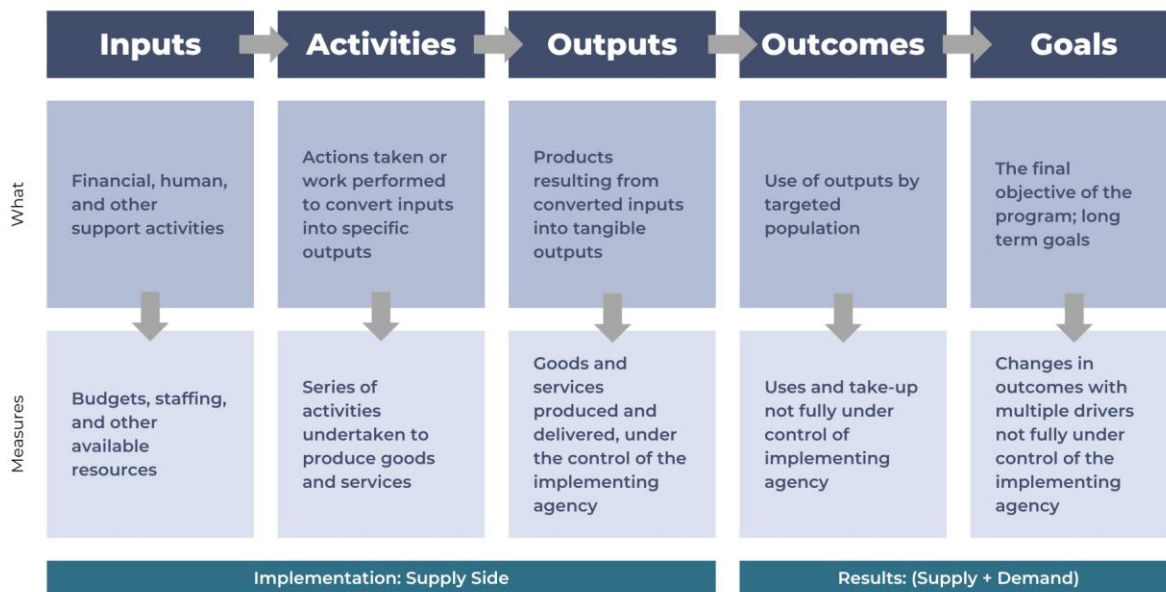 Inputs
Activities
Outputs
Outcomes
Goals
What
Financial, human,
and other
support activities
Actions taken or
work performed
to convert inputs
into specific
outputs
Products
resulting from
converted inputs
into tangible
outputs
Use of outputs by
targeted
population
The final
objective of the
program; long
term goals
Measures
Budgets, staffing,
and other
available
resources
Series of
activities
undertaken to
produce goods
and services
Goods and
services
produced and
delivered, under
the control of the
implementing
agency
Uses and take-up
not fully under
control of
implementing
agency
Changes in
outcomes with
multiple drivers
not fully under
control of the
implementing
agency
Implementation: Supply Side
Results: (Supply + Demand)